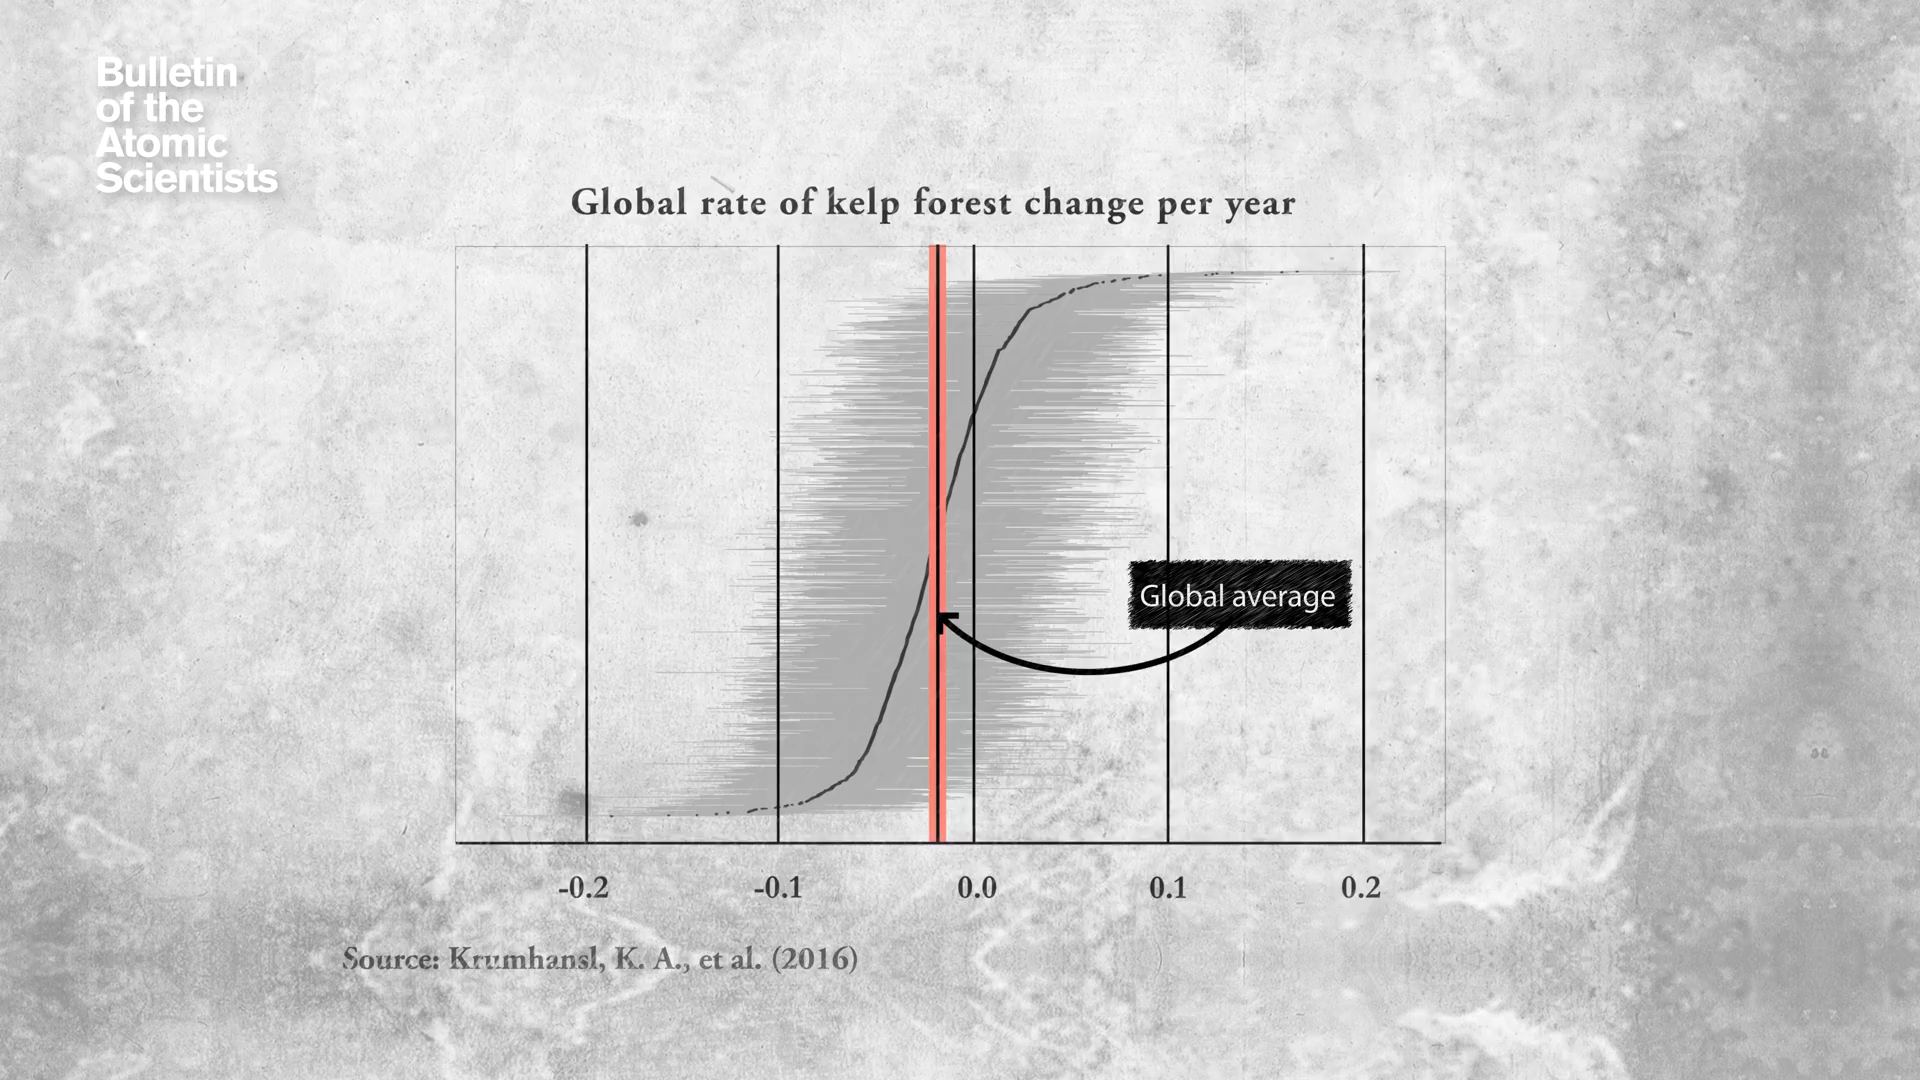 Bulletin
of the
Atomic
Scientists
Global rate of kelp forest change per year
Global average
-0.2 -0.1 0.0 0.1 0.2
Source: Krumhansl, K. A., et al. (2016)